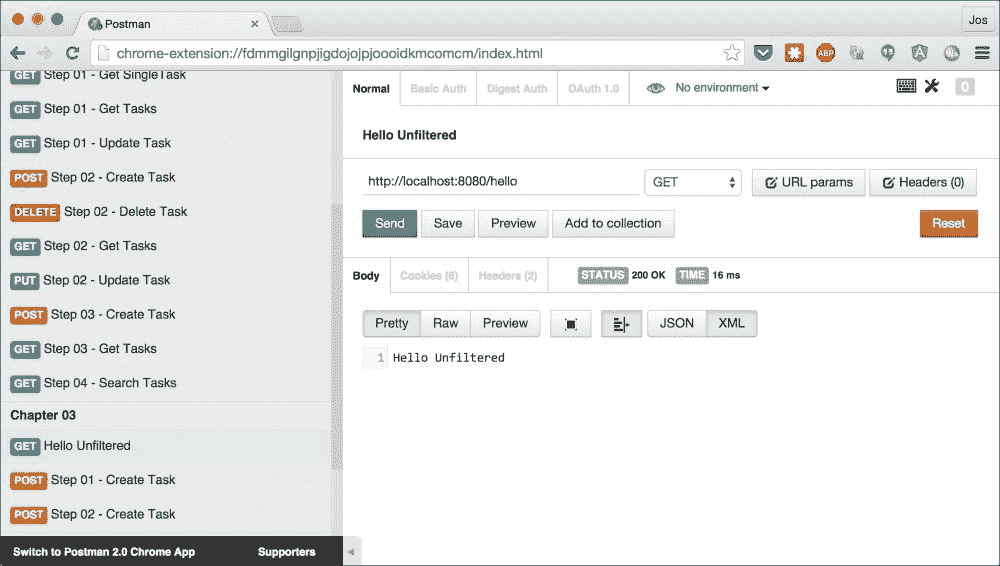 Postman
Jos
chrome-extension://fdmmgilgnpjigdojojpjoooidkmcomcm/index.html
ABP
GET Step 01 - Get SingleTask
GET Step 01 - Get Tasks
GET Step 01 - Update Task
POST Step 02 - Create Task
DELETE Step 02 - Delete Task
GET Step 02 - Get Tasks
PUT Step 02 - Update Task
POST Step 03 - Create Task
GET Step 03 - Get Tasks
GET Step 04 - Search Tasks
Chapter 03
GET Hello Unfiltered
POST Step 01 - Create Task
POST Step 02 - Create Task
Switch to Postman 2.0 Chrome App Supporters
Normal Basic Auth Digest Auth OAuth 1.0 No environment 0
Hello Unfiltered
http://localhost:8080/hello GET URL params Headers (0)
Send Save Preview Add to collection Reset
Body Cookies (6) Headers (2) STATUS 200 OK TIME 16 ms
Pretty Raw Preview JSON XML
1 Hello Unfiltered